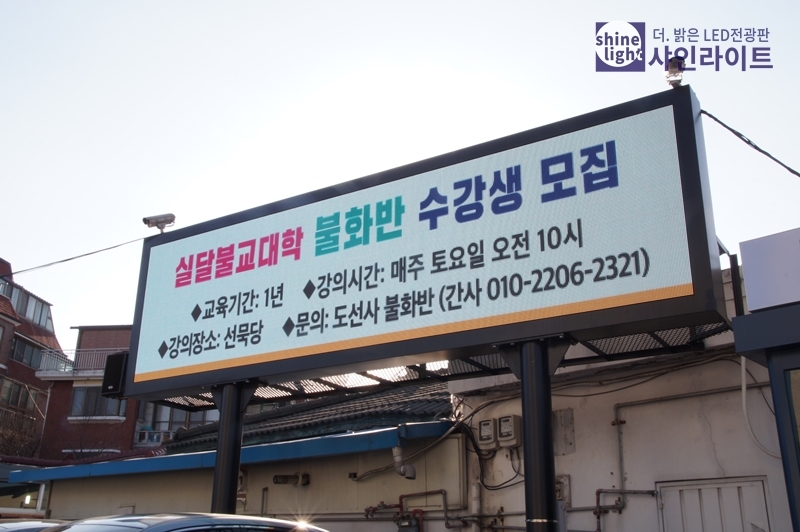 shine light
더. 밝은 LED전광판
샤인라이트
실달불교대학 불화반 수강생 모집
◆교육기간: 1년 ◆강의시간: 매주 토요일 오전 10시
◆강의장소: 선묵당 ◆문의: 도선사 불화반 (간사 010-2206-2321)